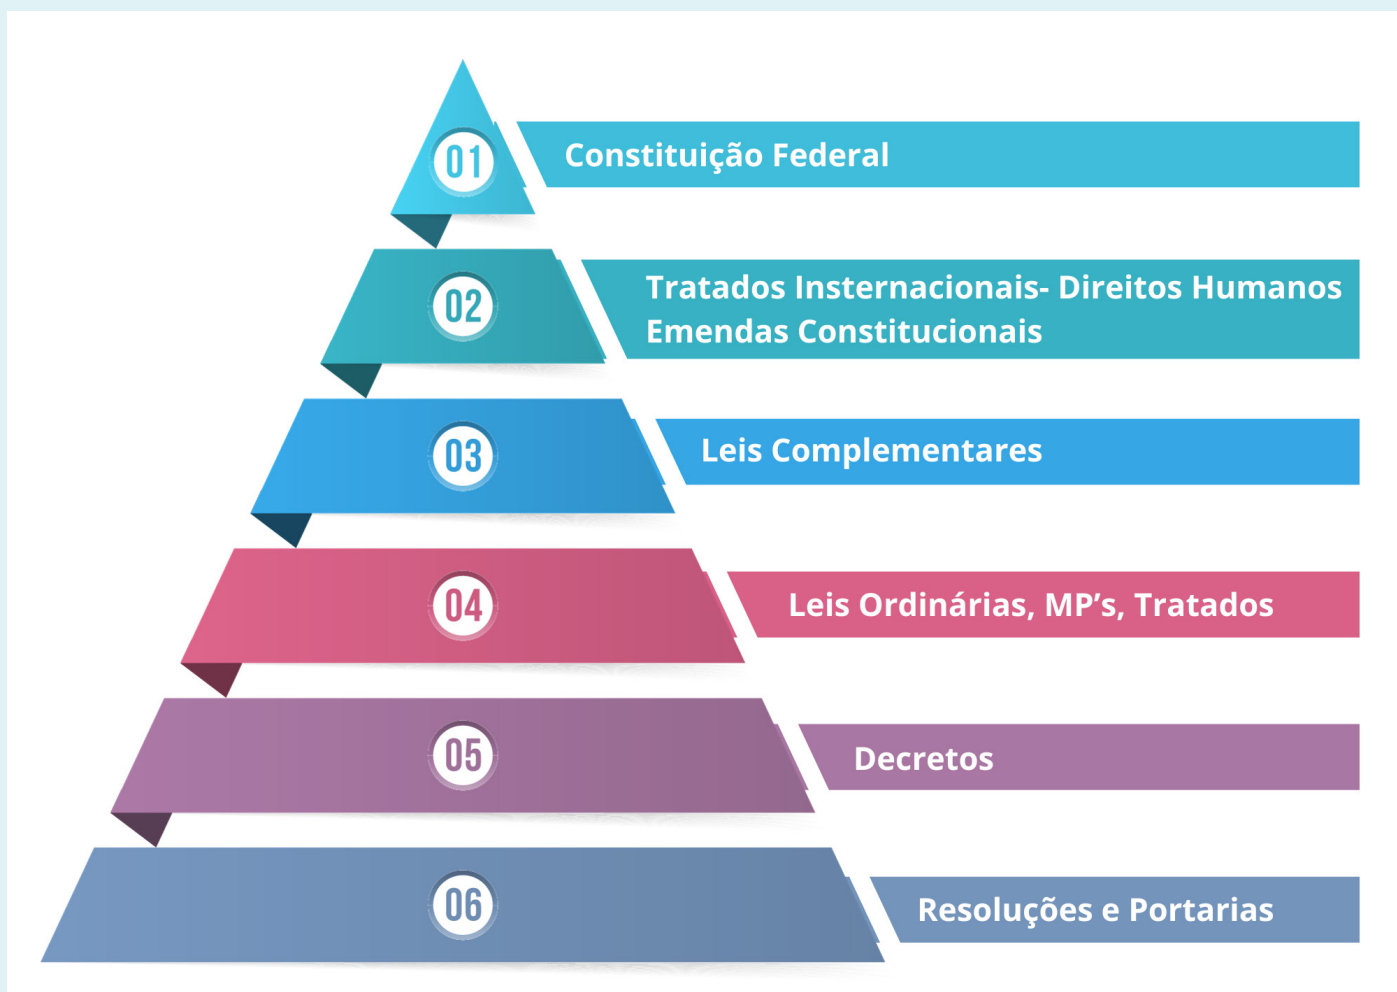 01
Constituição Federal
02
Tratados Insternacionais- Direitos Humanos
Emendas Constitucionais
03
Leis Complementares
04
Leis Ordinárias, MP’s, Tratados
05
Decretos
06
Resoluções e Portarias